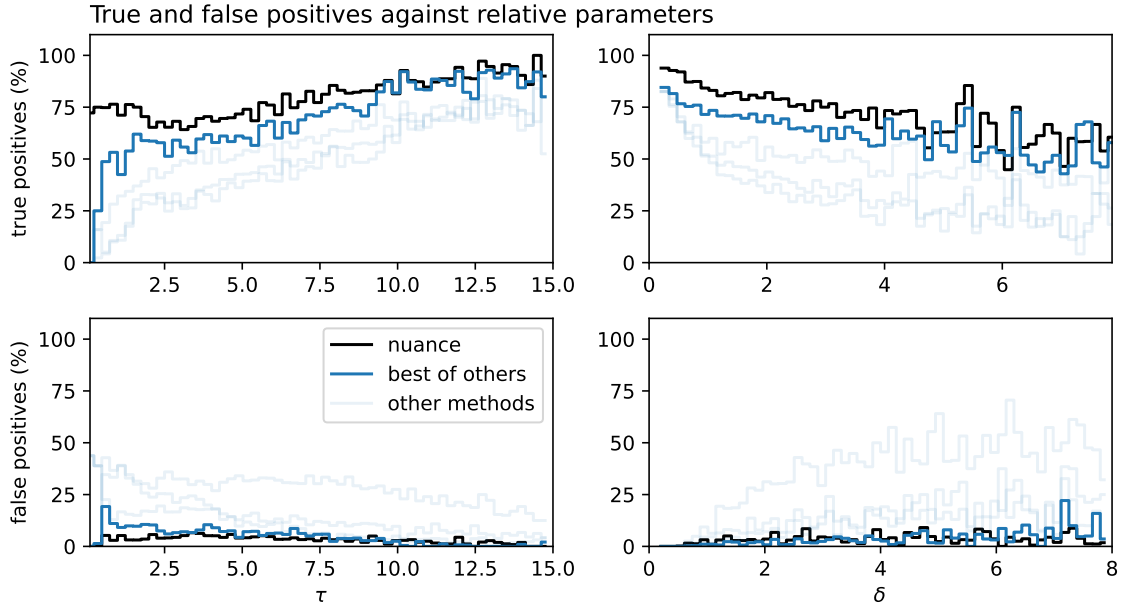 True and false positives against relative parameters
true positives (%)
100
75
50
25
0
2.5 5.0 7.5 10.0 12.5 15.0
100
75
50
25
0
0 2 4 6
false positives (%)
100
75
50
25
0
nuance
best of others
other methods
2.5 5.0 7.5 10.0 12.5 15.0
τ
100
75
50
25
0
0 2 4 6 8
δ